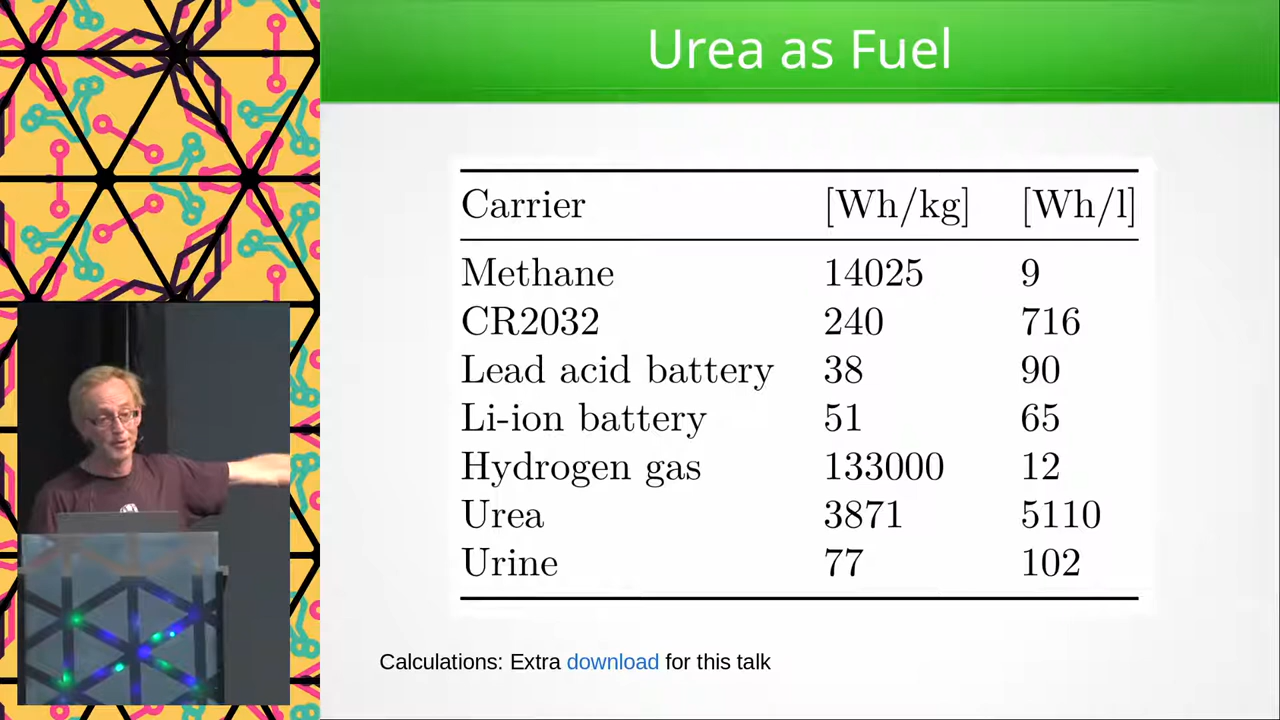 Urea as Fuel
Carrier [Wh/kg] [Wh/l]
Methane 14025 9
CR2032 240 716
Lead acid battery 38 90
Li-ion battery 51 65
Hydrogen gas 133000 12
Urea 3871 5110
Urine 77 102
Calculations: Extra download for this talk